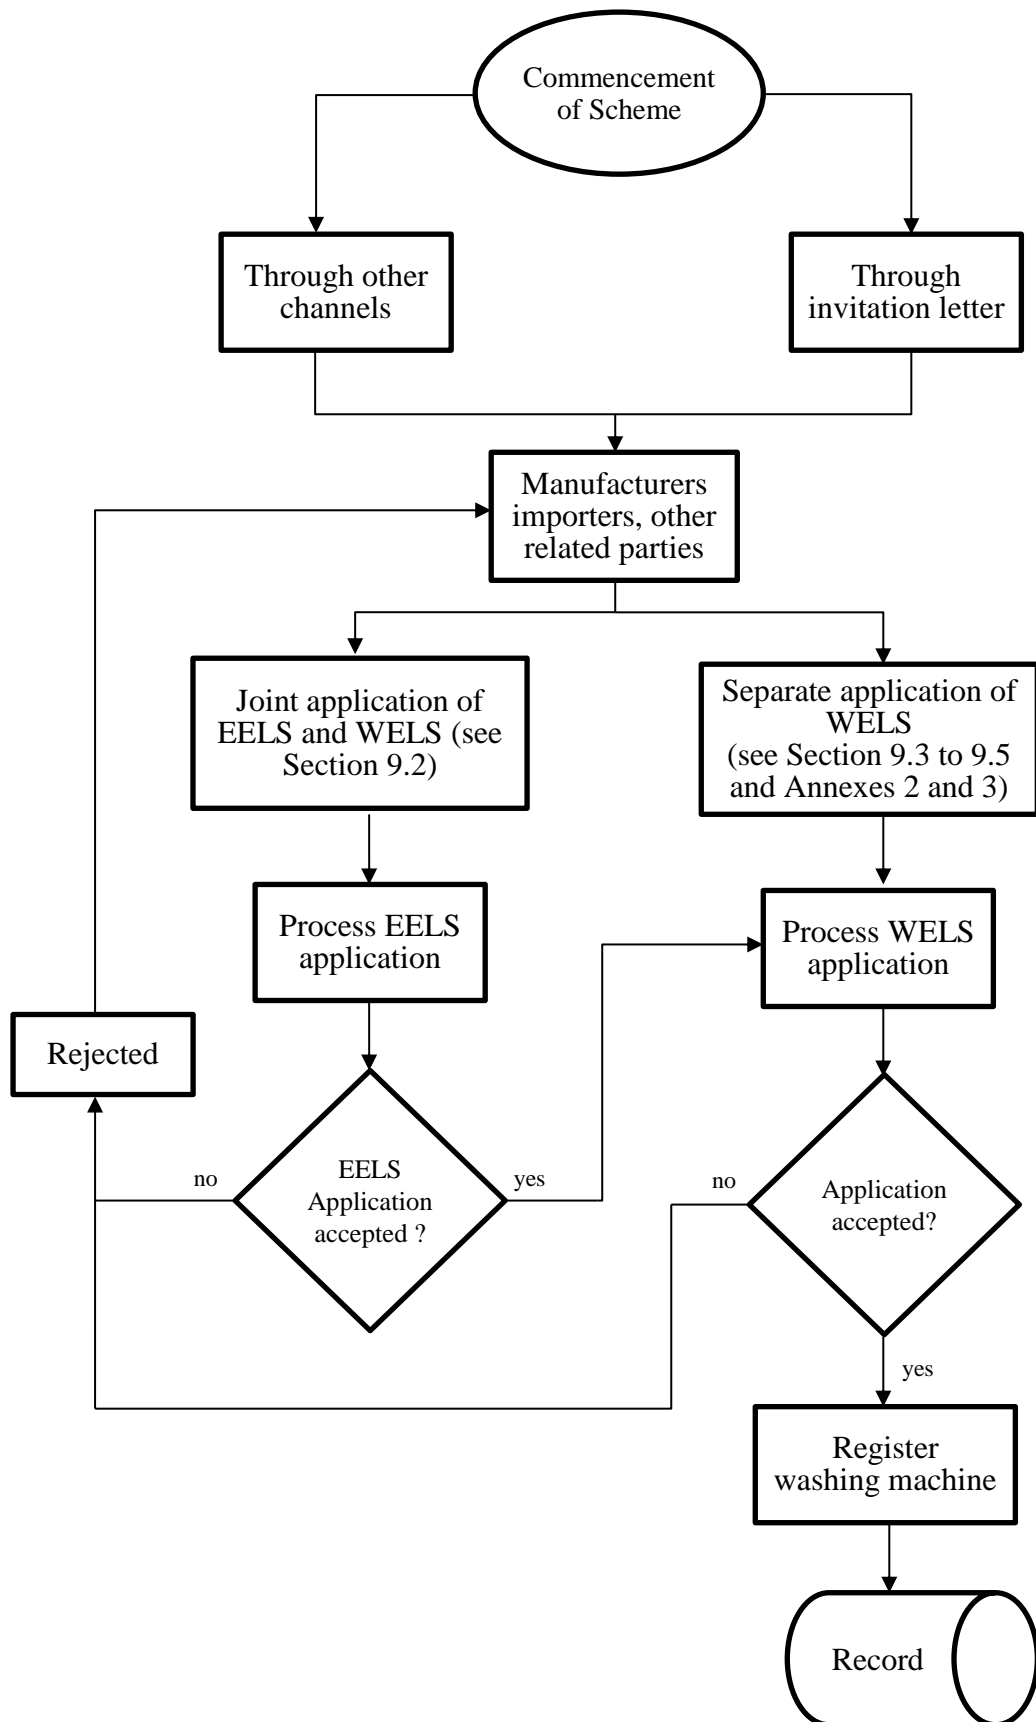 Commencement
of Scheme
Through other
channels
Through
invitation letter
Manufacturers
importers, other
related parties
Joint application of
EELS and WELS (see
Section 9.2)
Separate application of
WELS
(see Section 9.3 to 9.5
and Annexes 2 and 3)
Process EELS
application
Process WELS
application
Rejected
no
EELS
Application
accepted ?
yes
no
Application
accepted?
yes
Register
washing machine
Record